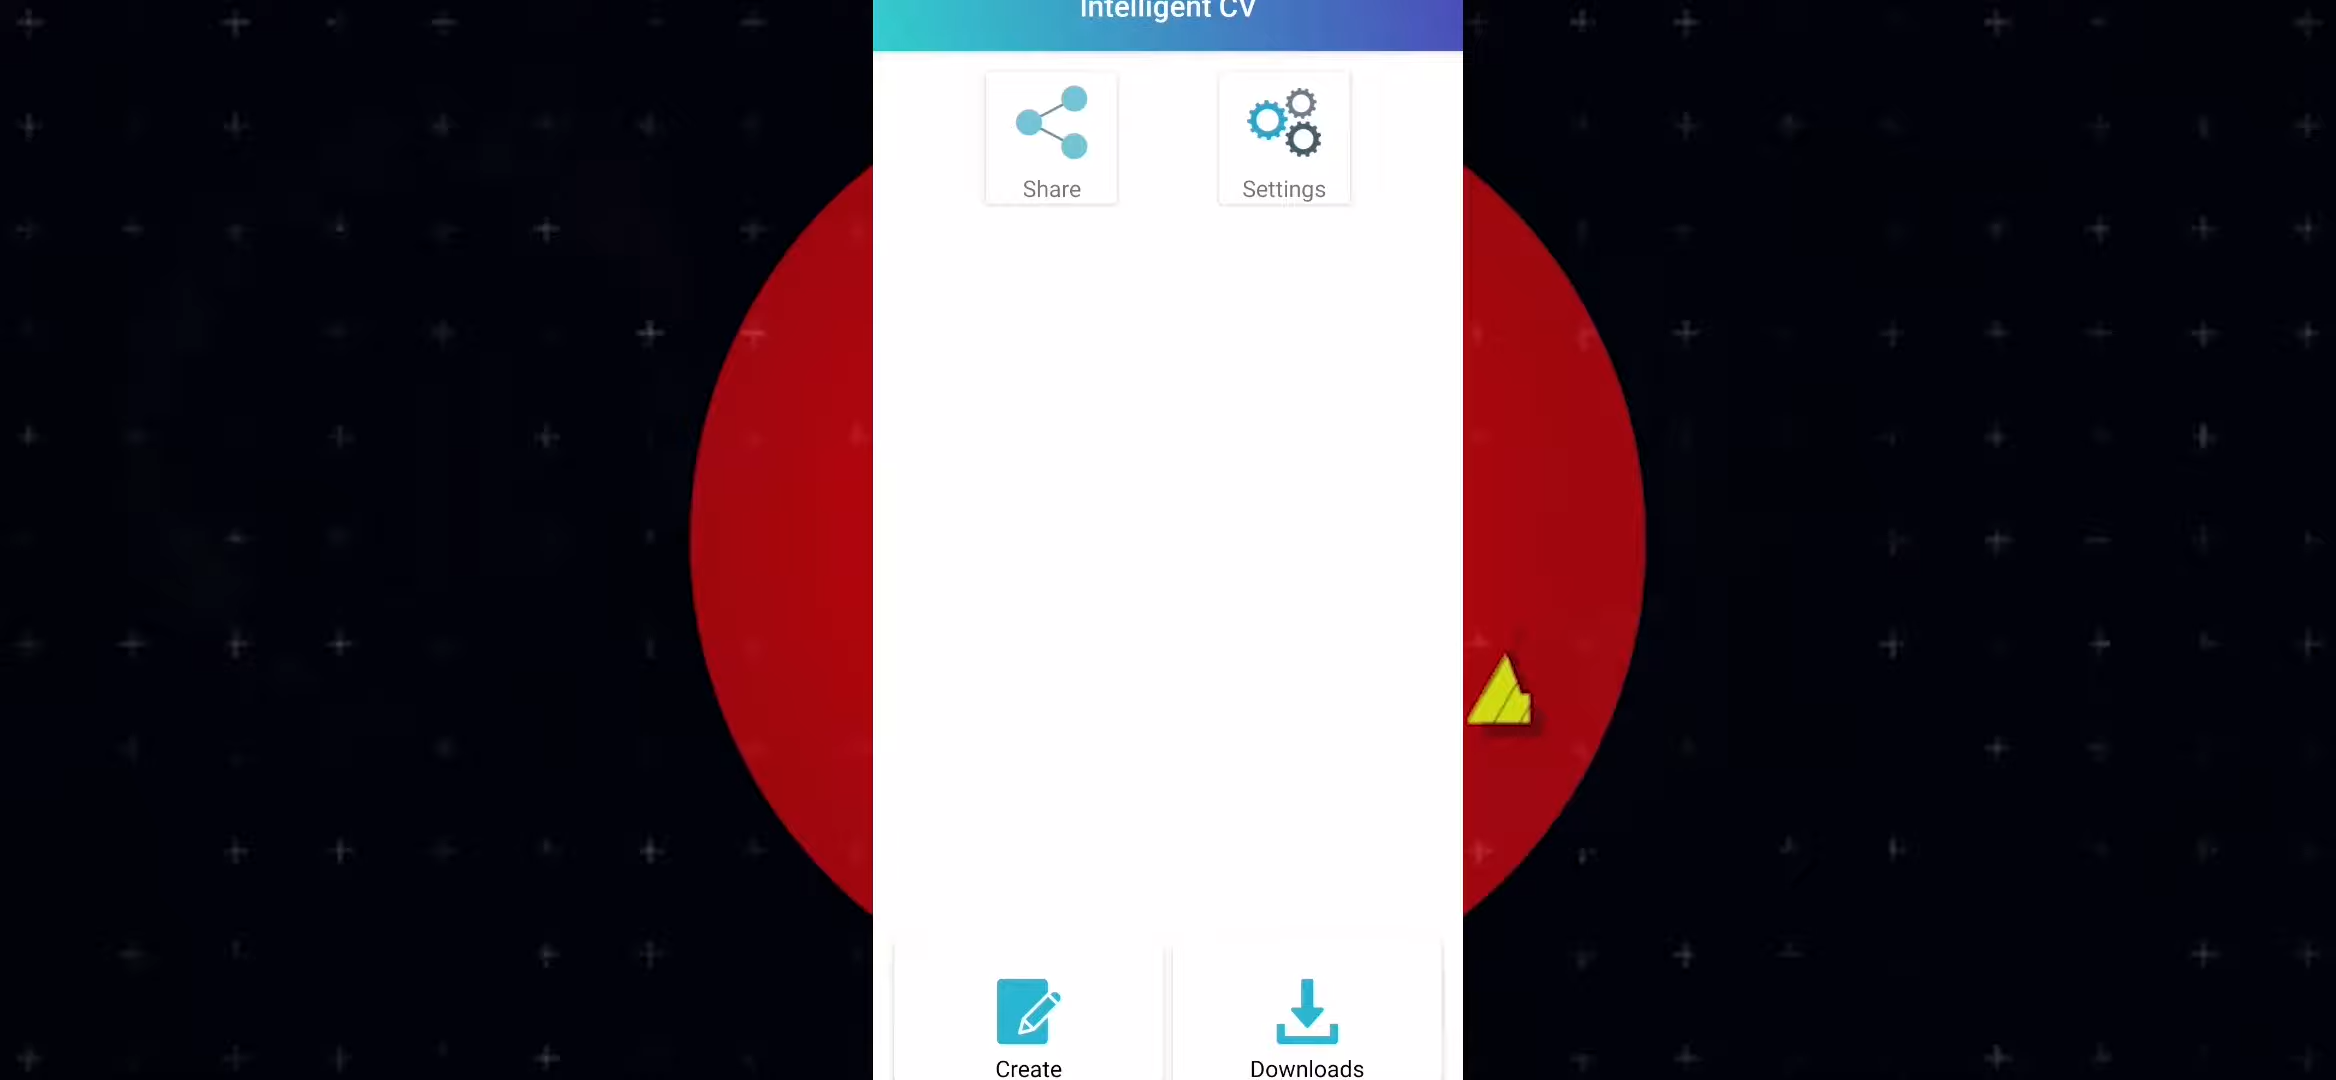 Intelligent CV
Share
Settings
Create
Downloads